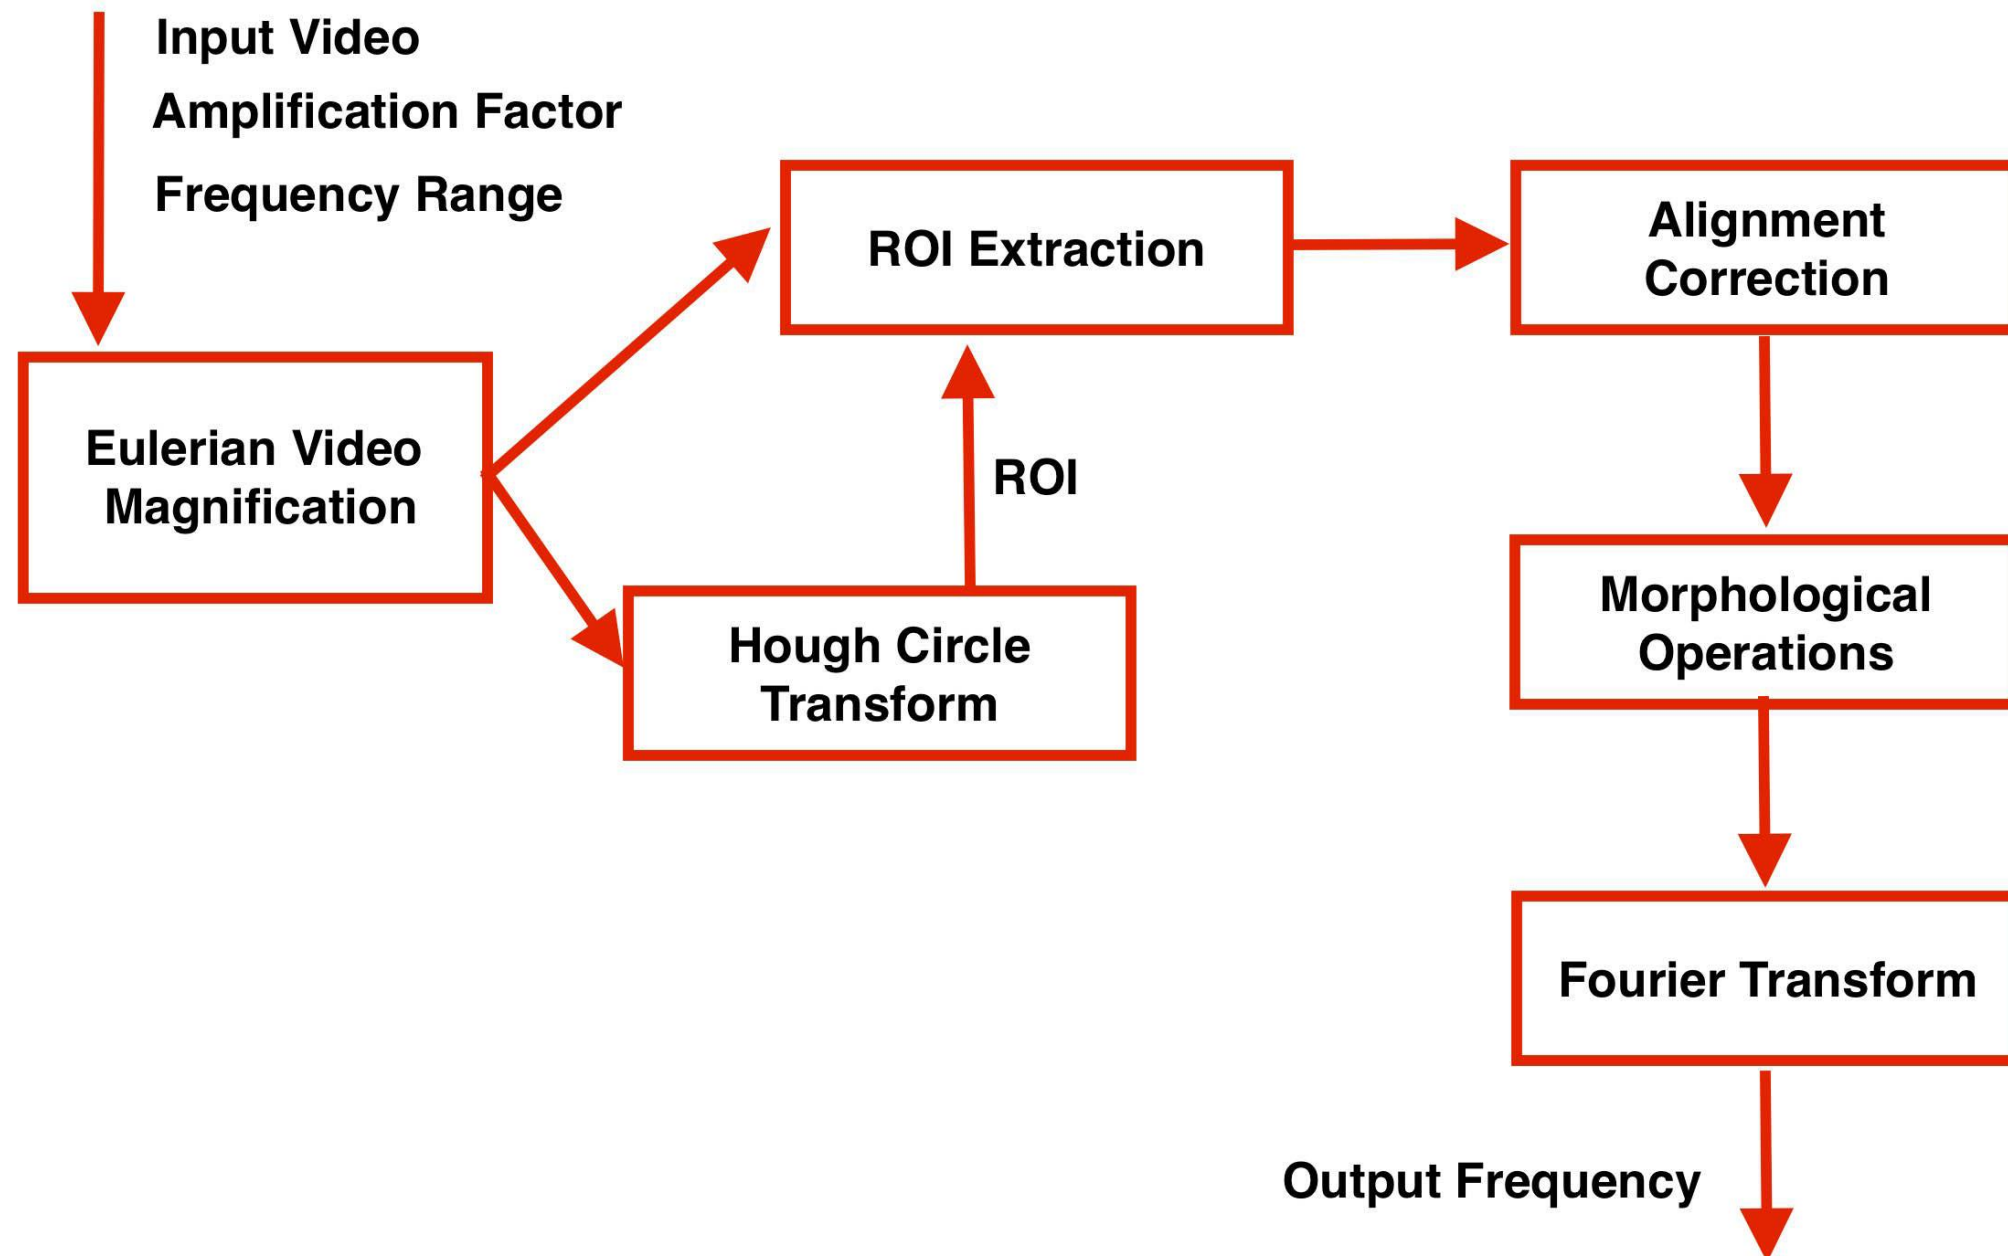 Input Video
Amplification Factor
Frequency Range
Eulerian Video
Magnification
ROI Extraction
Alignment
Correction
ROI
Hough Circle
Transform
Morphological
Operations
Fourier Transform
Output Frequency